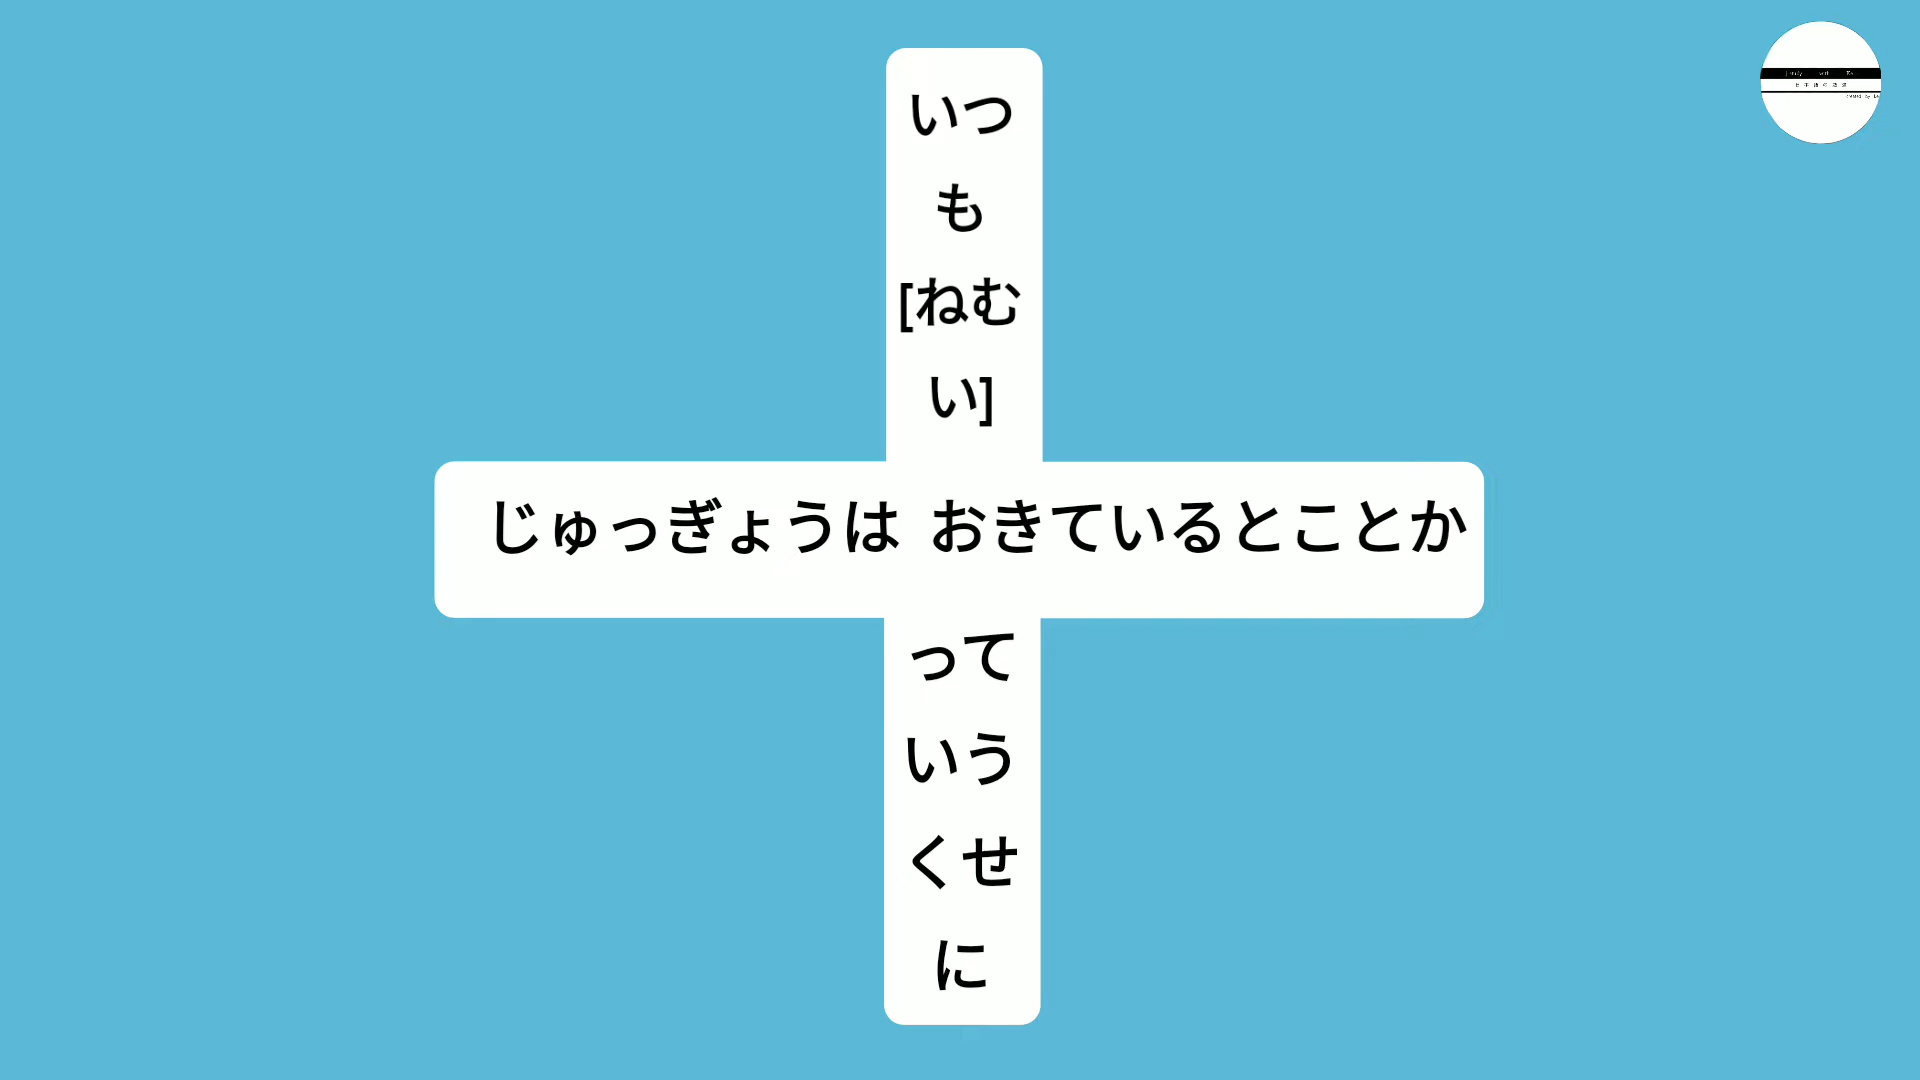 いつ
も
[ねむ
い]
じゅっぎょうは おきているとことか
って
いう
くせ
に